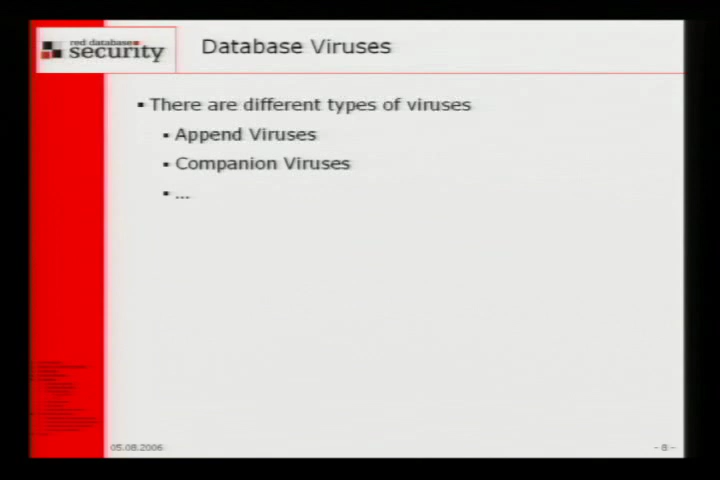 red database
security
Database Viruses
▪ There are different types of viruses
▪ Append Viruses
▪ Companion Viruses
▪ ...
05.08.2006
- 8 -